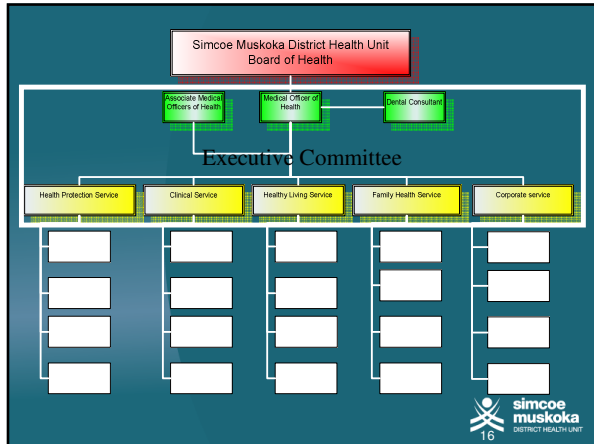 Simcoe Muskoka District Health Unit
Board of Health
Associate Medical
Officers of Health
Medical Officer of
Health
Dental Consultant
Executive Committee
Health Protection Service
Clinical Service
Healthy Living Service
Family Health Service
Corporate service
simcoe
muskoka
DISTRICT HEALTH UNIT
16